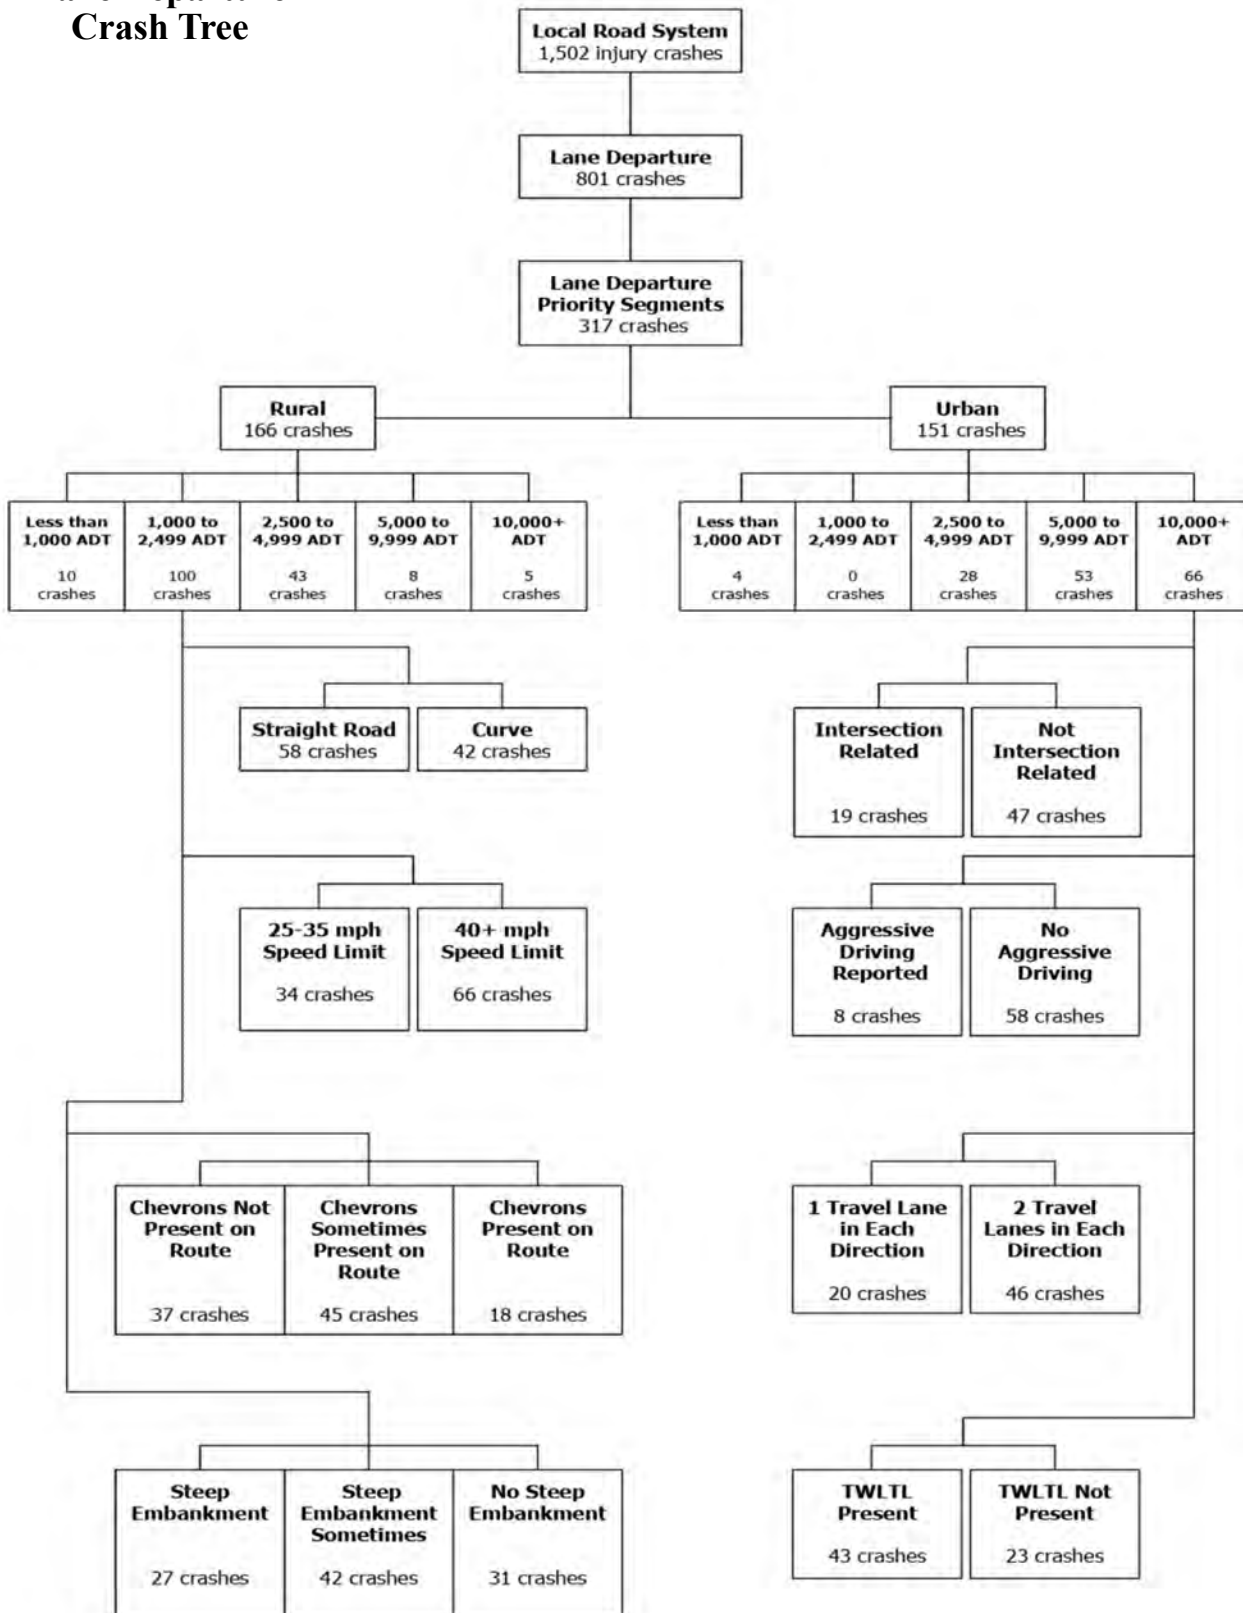 Crash Tree
Local Road System
1,502 injury crashes
Lane Departure
801 crashes
Lane Departure
Priority Segments
317 crashes
Rural
166 crashes
Urban
151 crashes
Less than
1,000 ADT
10
crashes
1,000 to
2,499 ADT
100
crashes
2,500 to
4,999 ADT
43
crashes
5,000 to
9,999 ADT
8
crashes
10,000+
ADT
5
crashes
Less than
1,000 ADT
4
crashes
1,000 to
2,499 ADT
0
crashes
2,500 to
4,999 ADT
28
crashes
5,000 to
9,999 ADT
53
crashes
10,000+
ADT
66
crashes
Straight Road
58 crashes
Curve
42 crashes
Intersection
Related
19 crashes
Not
Intersection
Related
47 crashes
25-35 mph
Speed Limit
34 crashes
40+ mph
Speed Limit
66 crashes
Aggressive
Driving
Reported
8 crashes
No
Aggressive
Driving
58 crashes
Chevrons Not
Present on
Route
37 crashes
Chevrons
Sometimes
Present on
Route
45 crashes
Chevrons
Present on
Route
18 crashes
1 Travel Lane
in Each
Direction
20 crashes
2 Travel
Lanes in Each
Direction
46 crashes
Steep
Embankment
27 crashes
Steep
Embankment
Sometimes
42 crashes
No Steep
Embankment
31 crashes
TWLTL
Present
43 crashes
TWLTL Not
Present
23 crashes